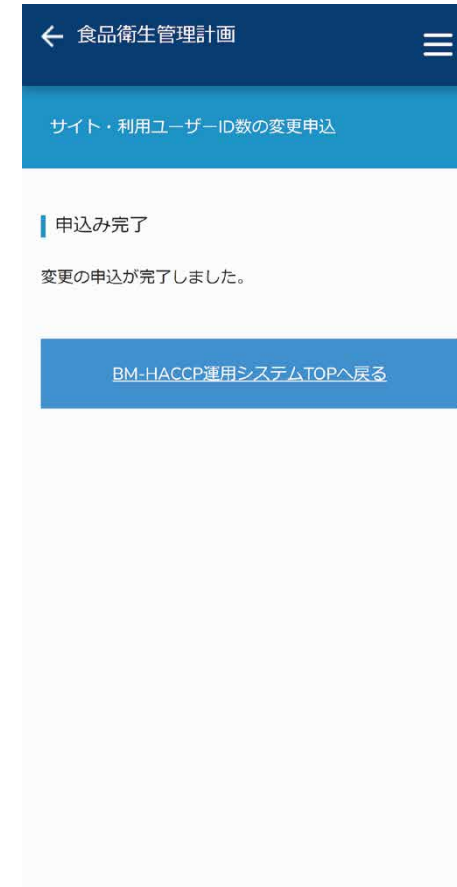 食品衛生管理計画
サイト・利用ユーザーID数の変更申込
申込み完了
変更の申込が完了しました。
BM-HACCP運用システムTOPへ戻る